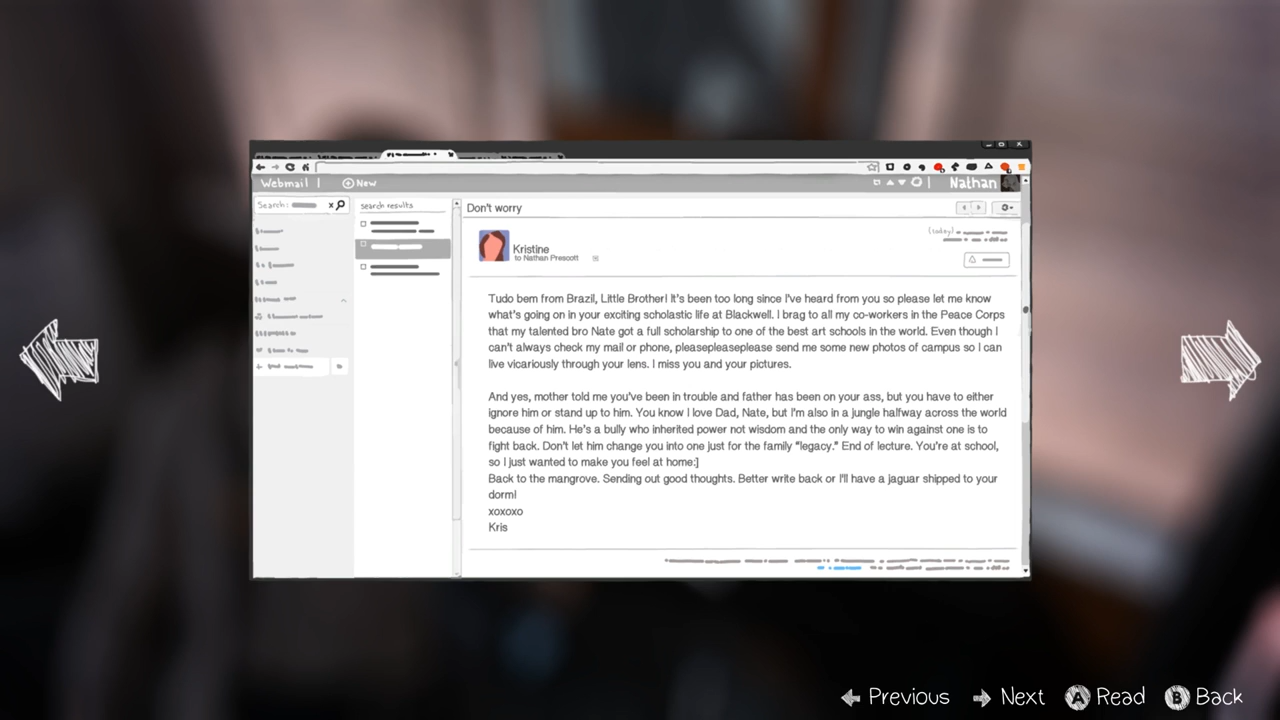 Webmail
New
Nathan
Search:
search results
Don't worry
(today)
Kristine
to Nathan Prescott
Tudo bem from Brazil, Little Brother! It's been too long since I've heard from you so please let me know
what's going on in your exciting scholastic life at Blackwell. I brag to all my co-workers in the Peace Corps
that my talented bro Nate got a full scholarship to one of the best art schools in the world. Even though I
can't always check my mail or phone, pleasepleaseplease send me some new photos of campus so I can
live vicariously through your lens. I miss you and your pictures.
And yes, mother told me you've been in trouble and father has been on your ass, but you have to either
ignore him or stand up to him. You know I love Dad, Nate, but I'm also in a jungle halfway across the world
because of him. He's a bully who inherited power not wisdom and the only way to win against one is to
fight back. Don't let him change you into one just for the family "legacy." End of lecture. You're at school,
so I just wanted to make you feel at home:]
Back to the mangrove. Sending out good thoughts. Better write back or I'll have a jaguar shipped to your
dorm!
xoxoxo
Kris
Previous Next A Read B Back